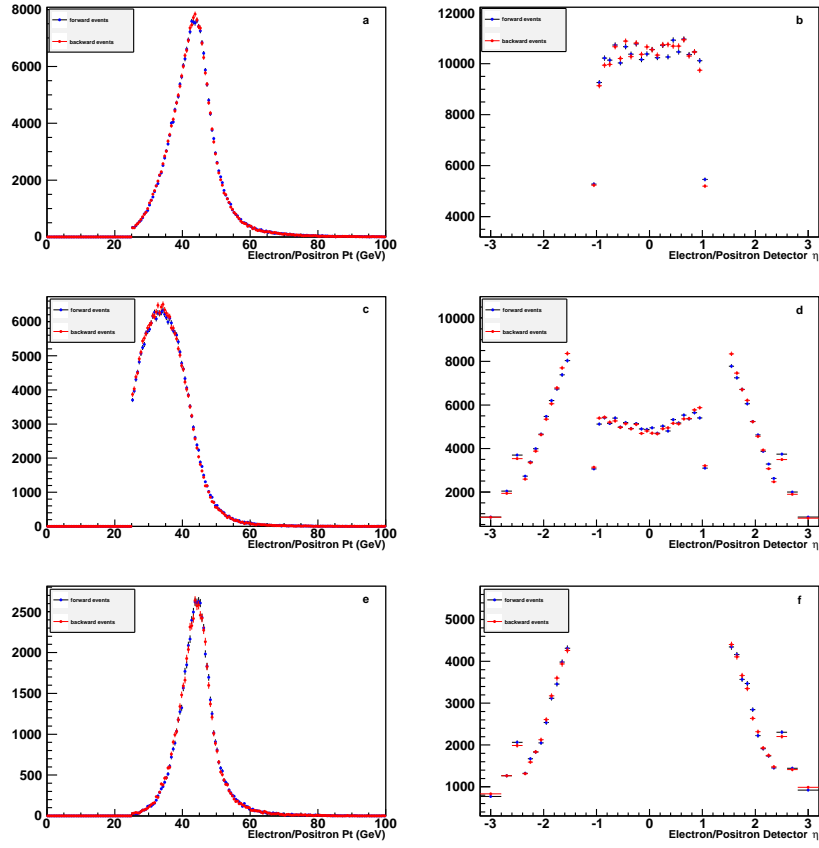 8000
6000
4000
2000
0
forward events
backward events
a
0 20 40 60 80 100
Electron/Positron Pt (GeV)
12000
10000
8000
6000
4000
forward events
backward events
b
-3 -2 -1 0 1 2 3
Electron/Positron Detector η
6000
5000
4000
3000
2000
1000
0
forward events
backward events
c
0 20 40 60 80 100
Electron/Positron Pt (GeV)
10000
8000
6000
4000
2000
forward events
backward events
d
-3 -2 -1 0 1 2 3
Electron/Positron Detector η
2500
2000
1500
1000
500
0
forward events
backward events
e
0 20 40 60 80 100
Electron/Positron Pt (GeV)
5000
4000
3000
2000
1000
forward events
backward events
f
-3 -2 -1 0 1 2 3
Electron/Positron Detector η